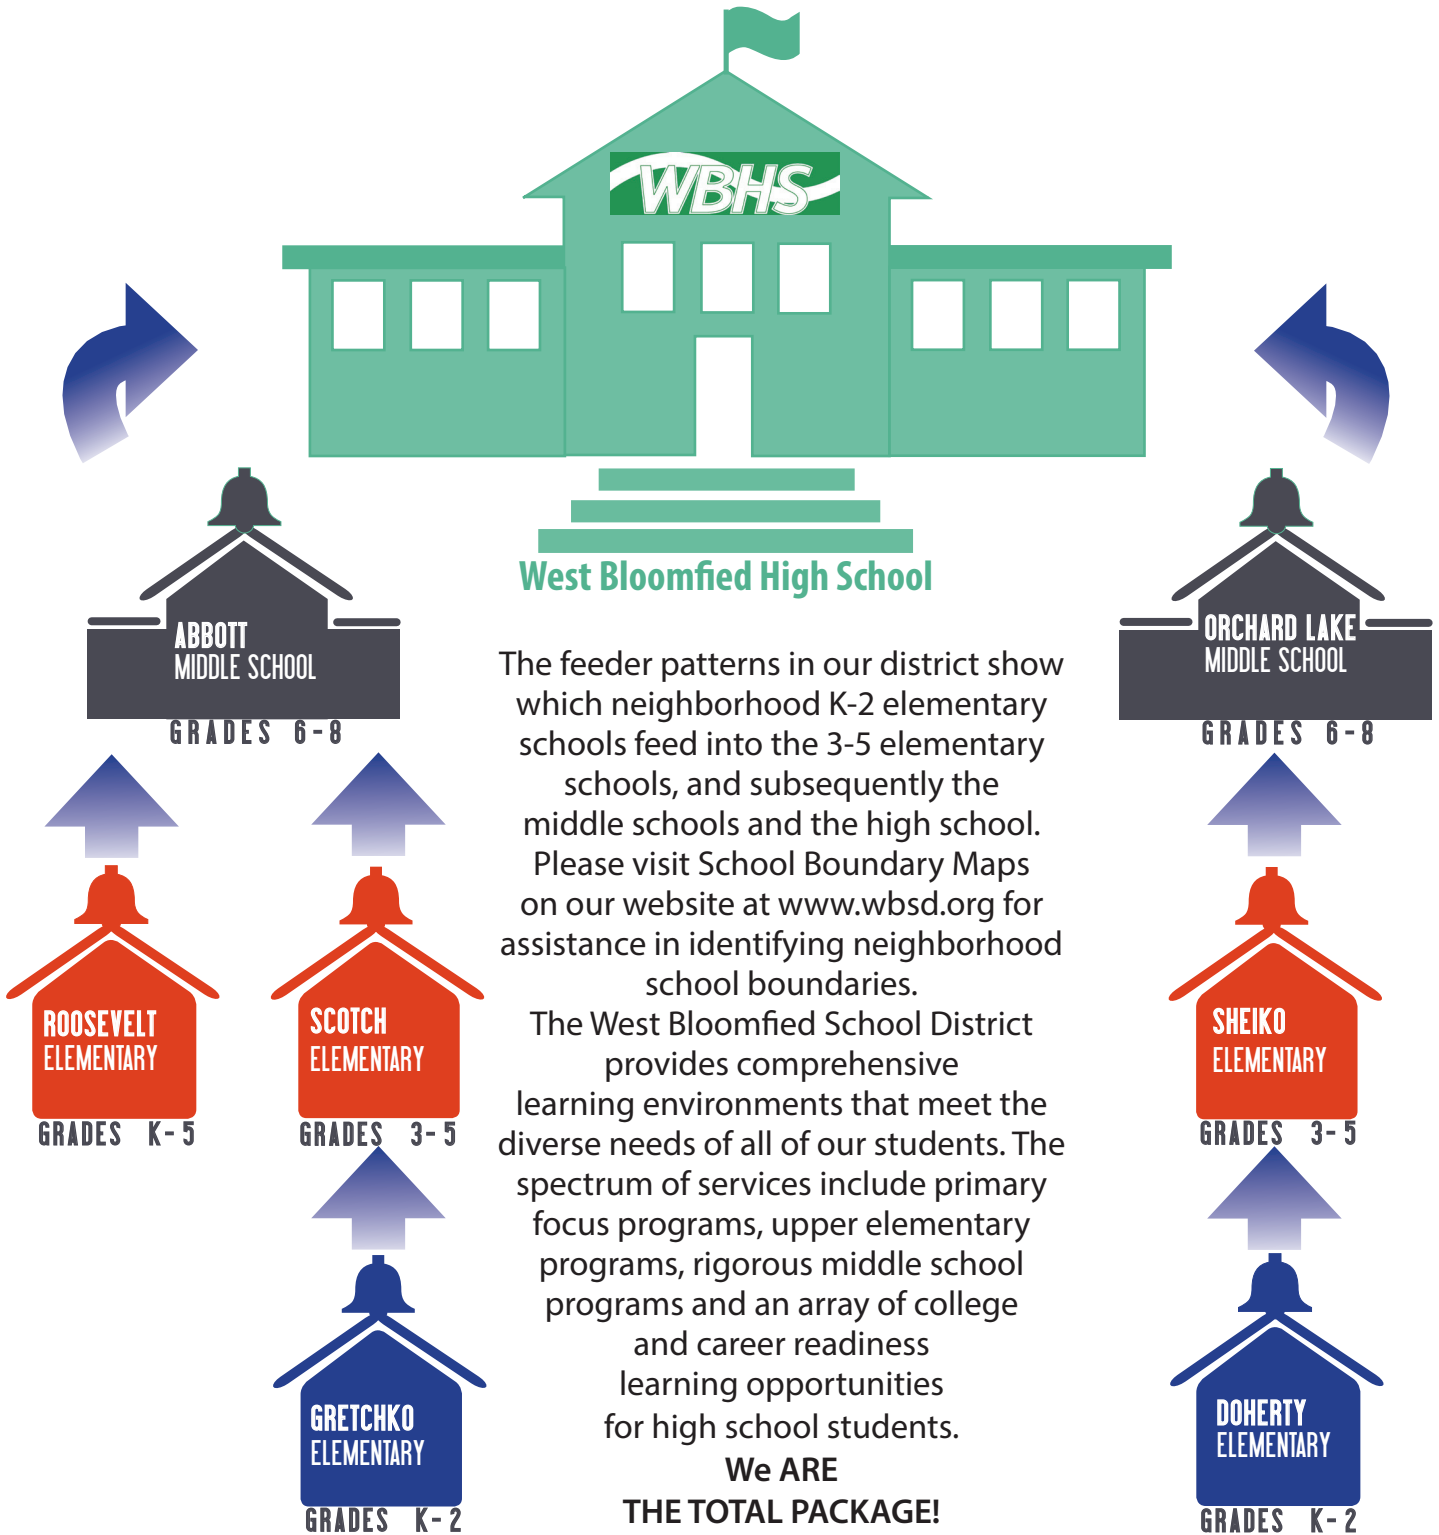 WBHS
West Bloomfied High School
ABBOTT
MIDDLE SCHOOL
GRADES 6-8
ORCHARD LAKE
MIDDLE SCHOOL
GRADES 6-8
The feeder patterns in our district show
which neighborhood K-2 elementary
schools feed into the 3-5 elementary
schools, and subsequently the
middle schools and the high school.
Please visit School Boundary Maps
on our website at www.wbsd.org for
assistance in identifying neighborhood
school boundaries.
The West Bloomfied School District
provides comprehensive
learning environments that meet the
diverse needs of all of our students. The
spectrum of services include primary
focus programs, upper elementary
programs, rigorous middle school
programs and an array of college
and career readiness
learning opportunities
for high school students.
We ARE
THE TOTAL PACKAGE!
ROOSEVELT
ELEMENTARY
GRADES K-5
SCOTCH
ELEMENTARY
GRADES 3-5
SHEIKO
ELEMENTARY
GRADES 3-5
GRETCHKO
ELEMENTARY
GRADES K-2
DOHERTY
ELEMENTARY
GRADES K-2